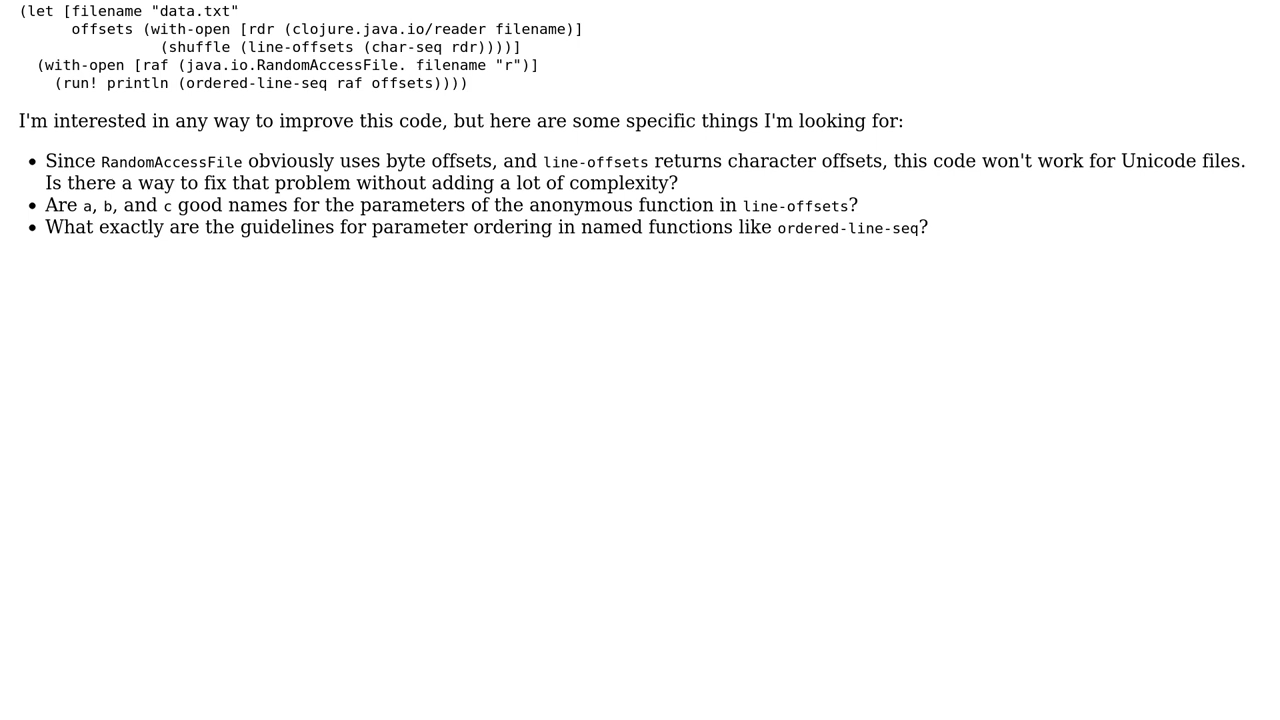 (let [filename "data.txt"
      offsets (with-open [rdr (clojure.java.io/reader filename)]
                (shuffle (line-offsets (char-seq rdr))))]
  (with-open [raf (java.io.RandomAccessFile. filename "r")]
    (run! println (ordered-line-seq raf offsets))))
I'm interested in any way to improve this code, but here are some specific things I'm looking for:
• Since RandomAccessFile obviously uses byte offsets, and line-offsets returns character offsets, this code won't work for Unicode files.
Is there a way to fix that problem without adding a lot of complexity?
• Are a, b, and c good names for the parameters of the anonymous function in line-offsets?
• What exactly are the guidelines for parameter ordering in named functions like ordered-line-seq?